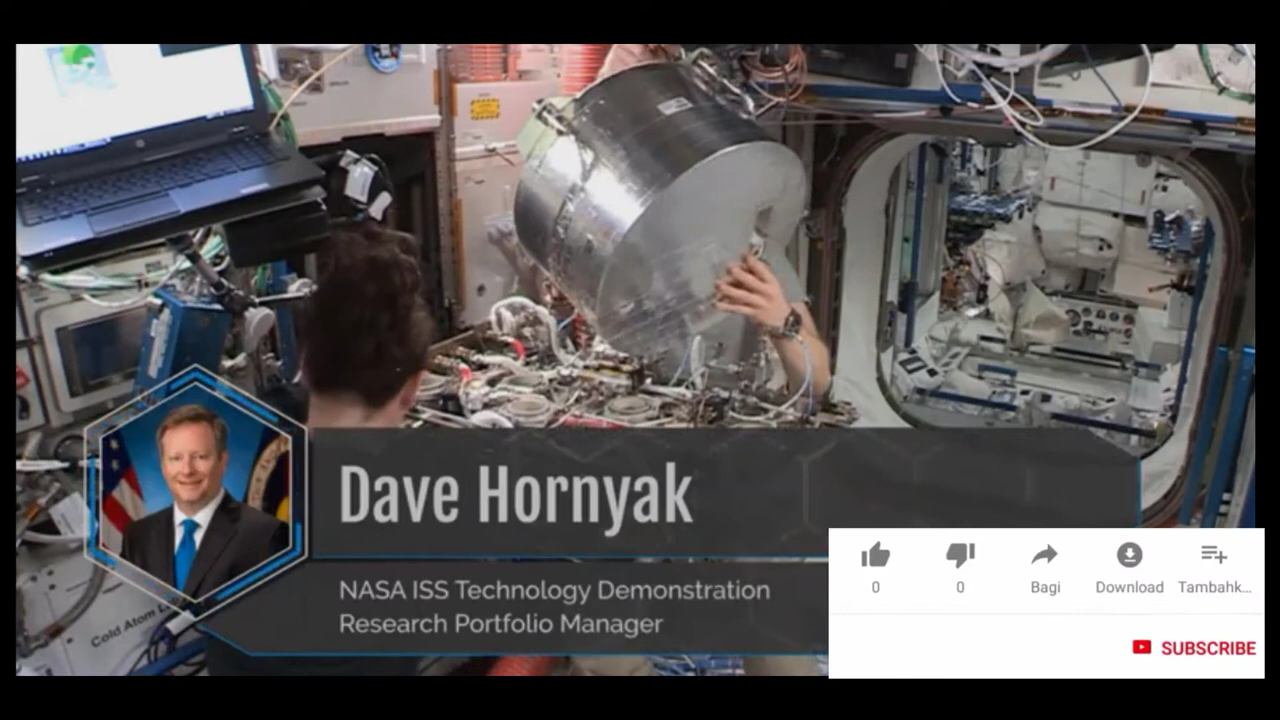 Cold Atom L
Dave Hornyak
NASA ISS Technology Demonstration
Research Portfolio Manager
0
0
Bagi
Download
Tambahk...
SUBSCRIBE